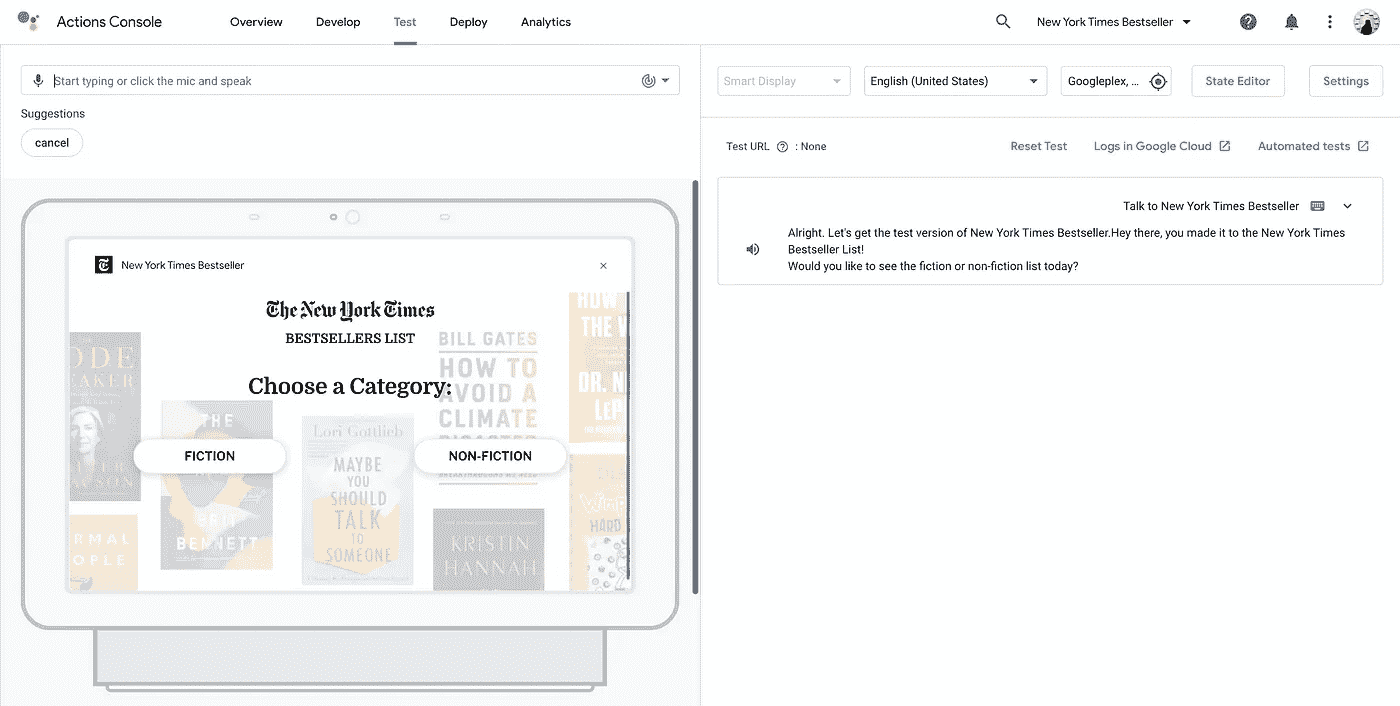 Actions Console
Overview
Develop
Test
Deploy
Analytics
New York Times Bestseller
Start typing or click the mic and speak
Suggestions
cancel
Smart Display
English (United States)
Googleplex, ...
State Editor
Settings
Test URL : None
Reset Test
Logs in Google Cloud
Automated tests
Talk to New York Times Bestseller
Alright. Let's get the test version of New York Times Bestseller.Hey there, you made it to the New York Times
Bestseller List!
Would you like to see the fiction or non-fiction list today?
New York Times Bestseller
The New York Times
BESTSELLERS LIST
Choose a Category:
FICTION
NON-FICTION
BILL GATES
HOW TO
AVOID A
CLIMATE
THE
BRIT
BENNETT
Lori Gottlieb
MAYBE
YOU
SHOULD
TALK
TO
SOMEONE
KRISTIN
HANNAH
HOW
THE
DR.
HARD